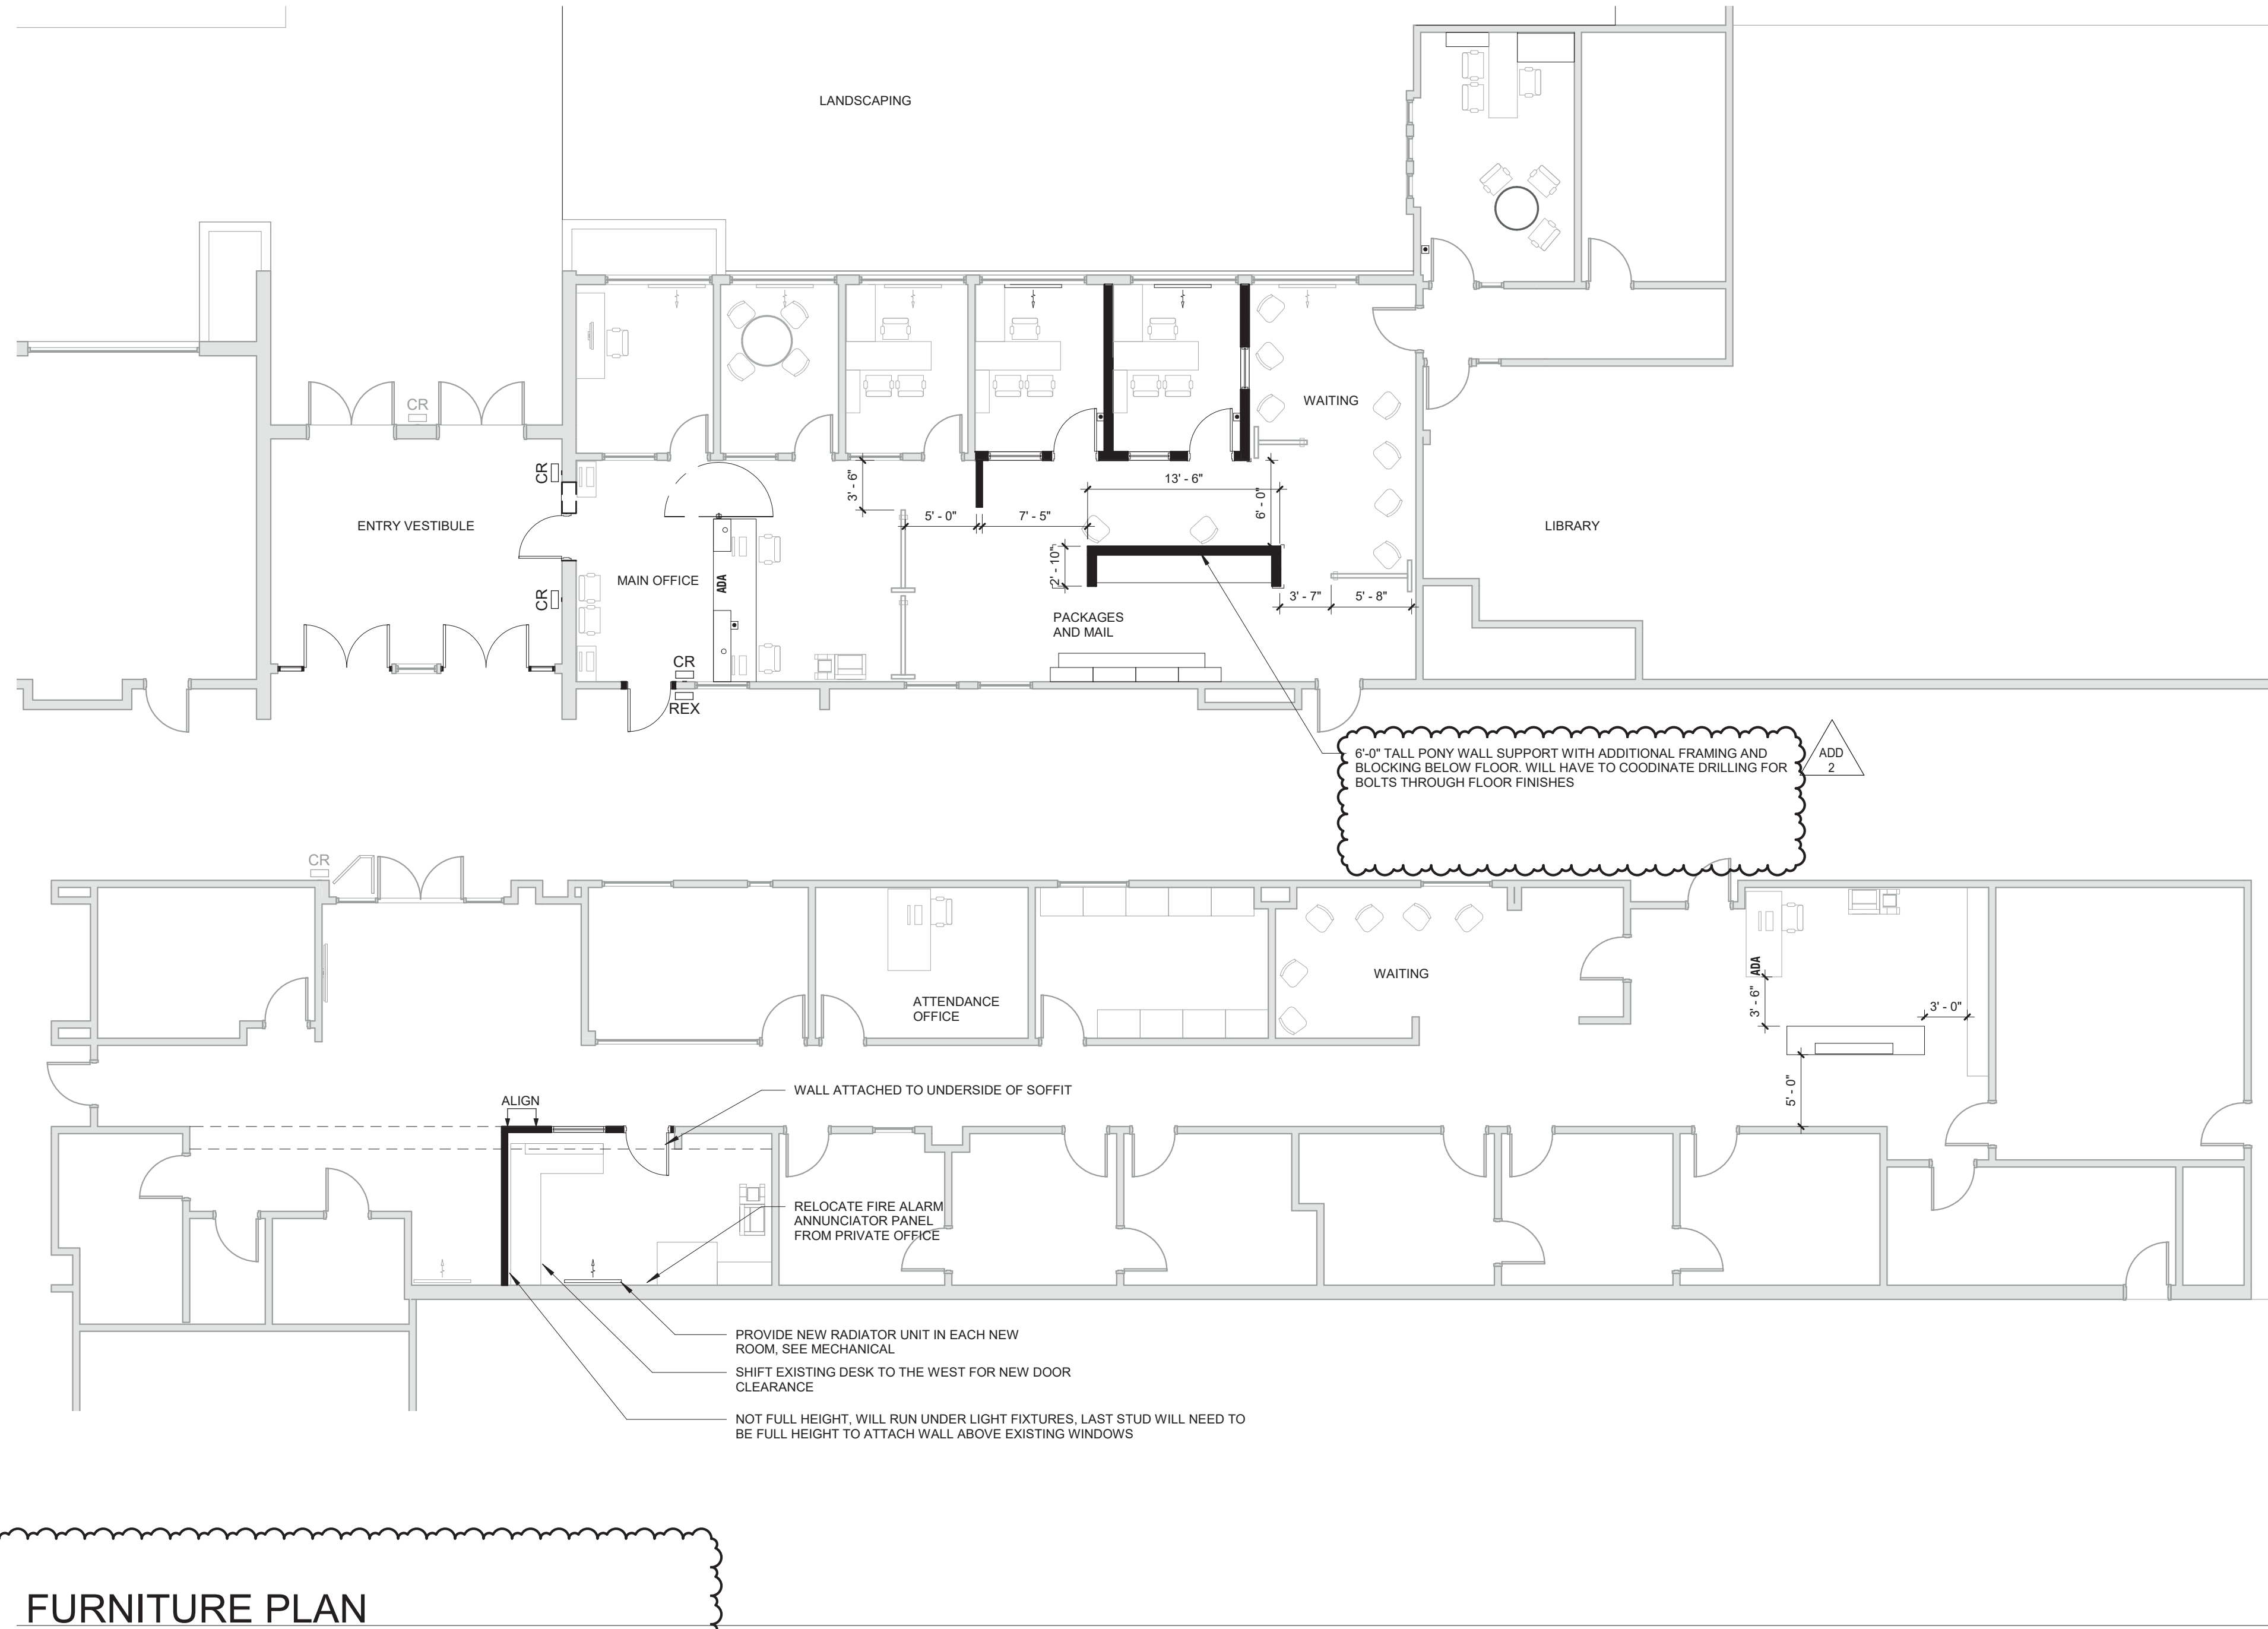 LANDSCAPING
CR
WAITING
CR
3' - 6"
13' - 6"
6' - 0"
5' - 0"
7' - 5"
ENTRY VESTIBULE
LIBRARY
MAIN OFFICE
ADA
2' - 10"
CR
3' - 7"
5' - 8"
PACKAGES
AND MAIL
CR
REX
6'-0" TALL PONY WALL SUPPORT WITH ADDITIONAL FRAMING AND
BLOCKING BELOW FLOOR. WILL HAVE TO COODINATE DRILLING FOR
BOLTS THROUGH FLOOR FINISHES
ADD
2
CR
WAITING
ADA
ATTENDANCE
OFFICE
3' - 6"
3' - 0"
5' - 0"
WALL ATTACHED TO UNDERSIDE OF SOFFIT
ALIGN
RELOCATE FIRE ALARM
ANNUNCIATOR PANEL
FROM PRIVATE OFFICE
PROVIDE NEW RADIATOR UNIT IN EACH NEW
ROOM, SEE MECHANICAL
SHIFT EXISTING DESK TO THE WEST FOR NEW DOOR
CLEARANCE
NOT FULL HEIGHT, WILL RUN UNDER LIGHT FIXTURES, LAST STUD WILL NEED TO
BE FULL HEIGHT TO ATTACH WALL ABOVE EXISTING WINDOWS
FURNITURE PLAN